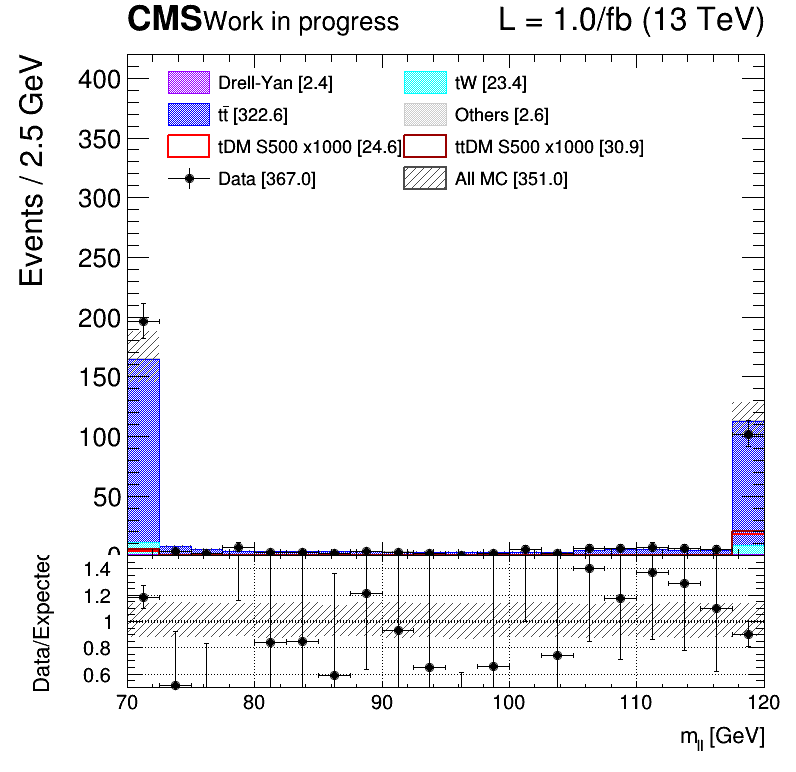 CMS Work in progress L = 1.0/fb (13 TeV)
Events / 2.5 GeV
400
350
300
250
200
150
100
50
0
Drell-Yan [2.4]
tW [23.4]
tt̄ [322.6]
Others [2.6]
tDM S500 x1000 [24.6]
ttDM S500 x1000 [30.9]
Data [367.0]
All MC [351.0]
Data/Expected
1.4
1.2
1
0.8
0.6
70 80 90 100 110 120
m_ll [GeV]